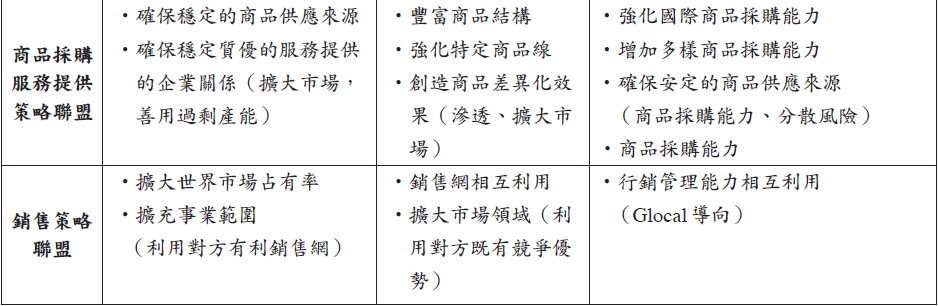 商品採購
服務提供
策略聯盟
・確保穩定的商品供應來源
・確保穩定質優的服務提供
的企業關係（擴大市場，
善用過剩產能）
・豐富商品結構
・強化特定商品線
・創造商品差異化效
果（滲透、擴大市
場）
・強化國際商品採購能力
・增加多樣商品採購能力
・確保安定的商品供應來源
（商品採購能力、分散風險）
・商品採購能力
銷售策略
聯盟
・擴大世界市場占有率
・擴充事業範圍
（利用對方有利銷售網）
・銷售網相互利用
・擴大市場領域（利
用對方既有競爭優
勢）
・行銷管理能力相互利用
（Glocal 導向）